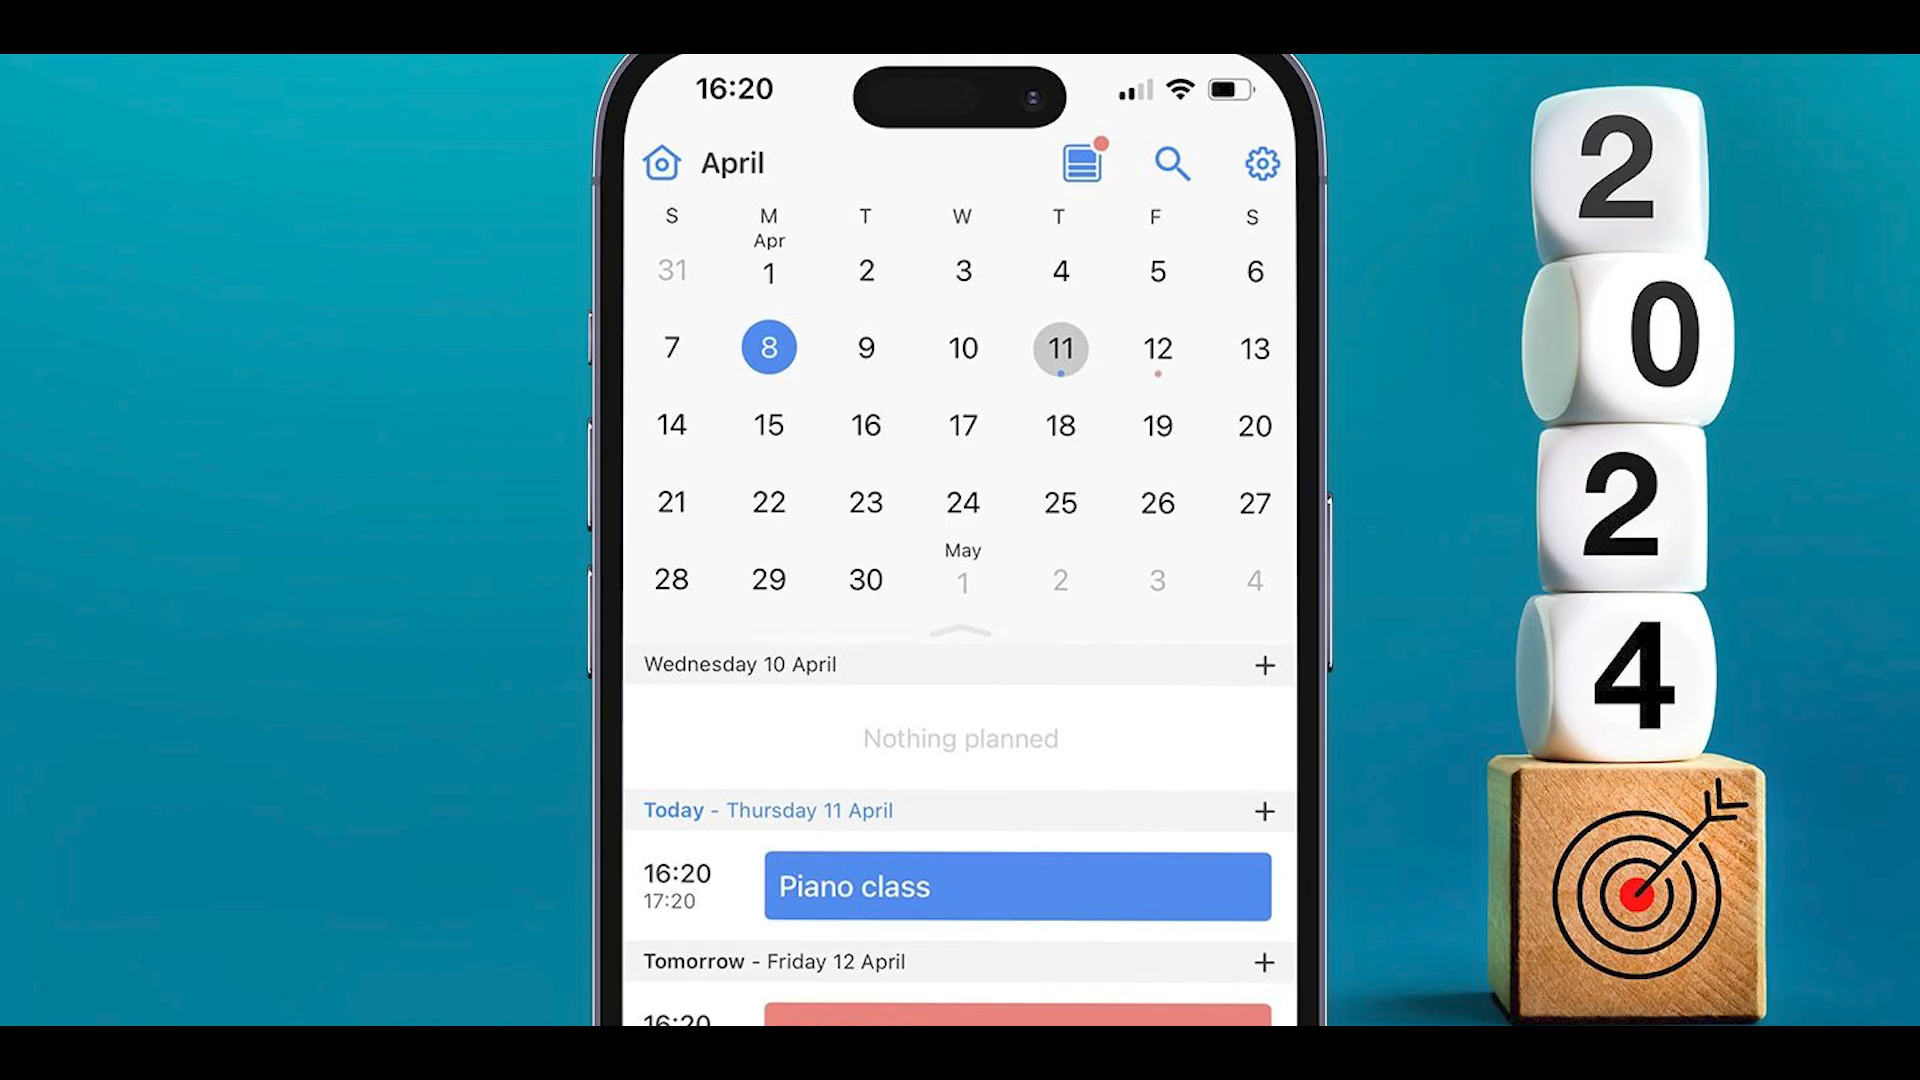 16:20
April
S M T W T F S
Apr
31 1 2 3 4 5 6
7 8 9 10 11 12 13
14 15 16 17 18 19 20
21 22 23 24 25 26 27
May
28 29 30 1 2 3 4
Wednesday 10 April +
Nothing planned
Today - Thursday 11 April +
16:20
17:20
Piano class
Tomorrow - Friday 12 April +
16:20
2
0
2
4